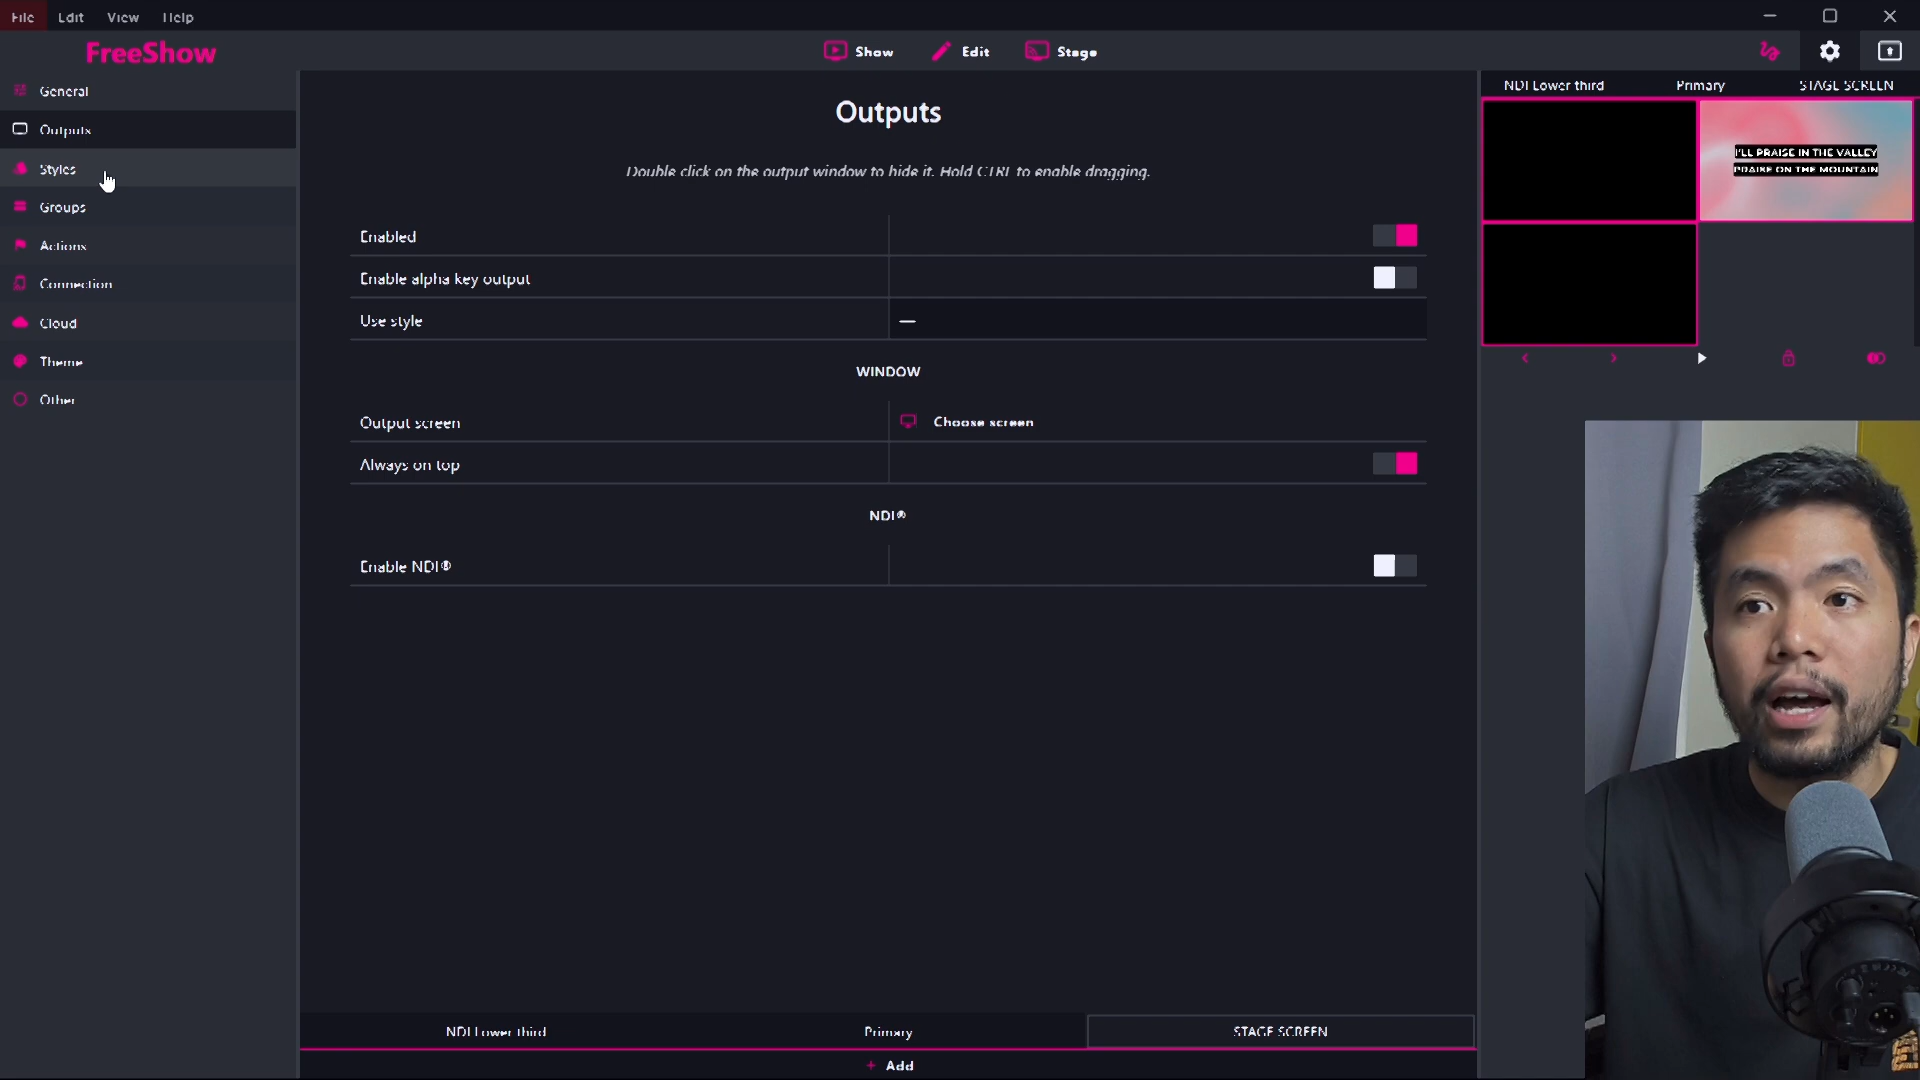 File Edit View Help
FreeShow
Show Edit Stage
General
Outputs
Styles
Groups
Actions
Connection
Cloud
Theme
Other
Outputs
Double click on the output window to hide it. Hold CTRL to enable dragging.
Enabled
Enable alpha key output
Use style —
WINDOW
Output screen Choose screen
Always on top
NDI®
Enable NDI®
NDI Lower third Primary STAGE SCREEN
+ Add
NDI Lower third Primary STAGE SCREEN
I'LL PRAISE IN THE VALLEY
PRAISE ON THE MOUNTAIN